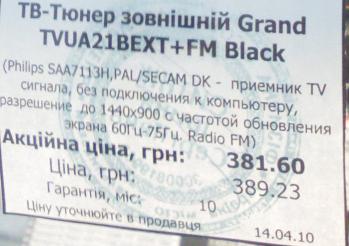 ТВ-Тюнер зовнішній Grand
TVUA21BEXT+FM Black
(Philips SAA7113H,PAL/SECAM DK - приемник TV
сигнала, без подключения к компьютеру,
разрешение до 1440х900 с частотой обновления
экрана 60Гц-75Гц. Radio FM)
Акційна ціна, грн: 381.60
Ціна, грн: 389.23
Гарантія, міс: 10
Ціну уточнюйте в продавця
14.04.10